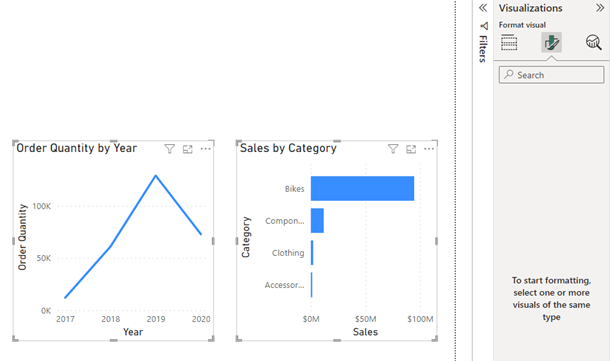 Visualizations
Format visual
Filters
Search
To start formatting,
select one or more
visuals of the same
type
Order Quantity by Year
Order Quantity
100K
50K
0K
2017 2018 2019 2020
Year
Sales by Category
Category
Bikes
Compon...
Clothing
Accessor...
$0M $50M $100M
Sales